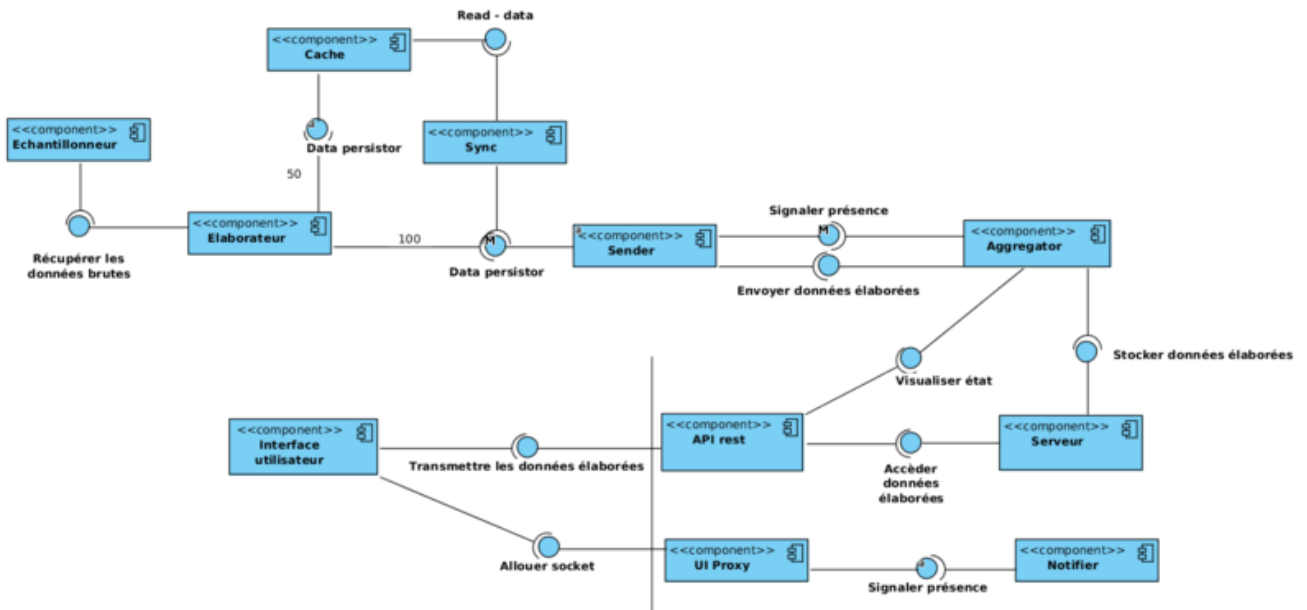 Read - data
<<component>>
Cache
<<component>>
Echantillonneur
Data persistor
<<component>>
Sync
50
<<component>>
Elaborateur
100
M
Data persistor
Récupérer les
données brutes
<<component>>
Sender
Signaler présence
M
Envoyer données élaborées
<<component>>
Aggregator
Stocker données élaborées
Visualiser état
<<component>>
Interface
utilisateur
Transmettre les données élaborées
<<component>>
API rest
Accèder
données
élaborées
<<component>>
Serveur
Allouer socket
<<component>>
UI Proxy
Signaler présence
<<component>>
Notifier